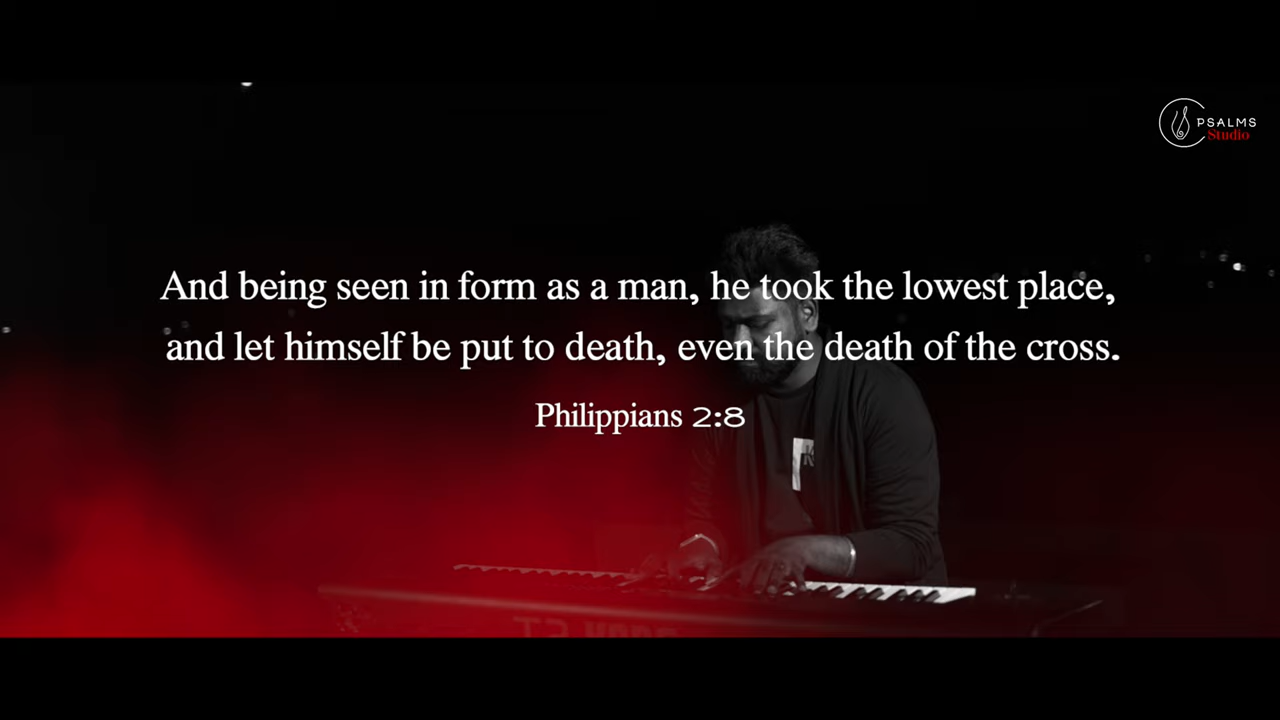 PSALMS
Studio
And being seen in form as a man, he took the lowest place,
and let himself be put to death, even the death of the cross.
Philippians 2:8